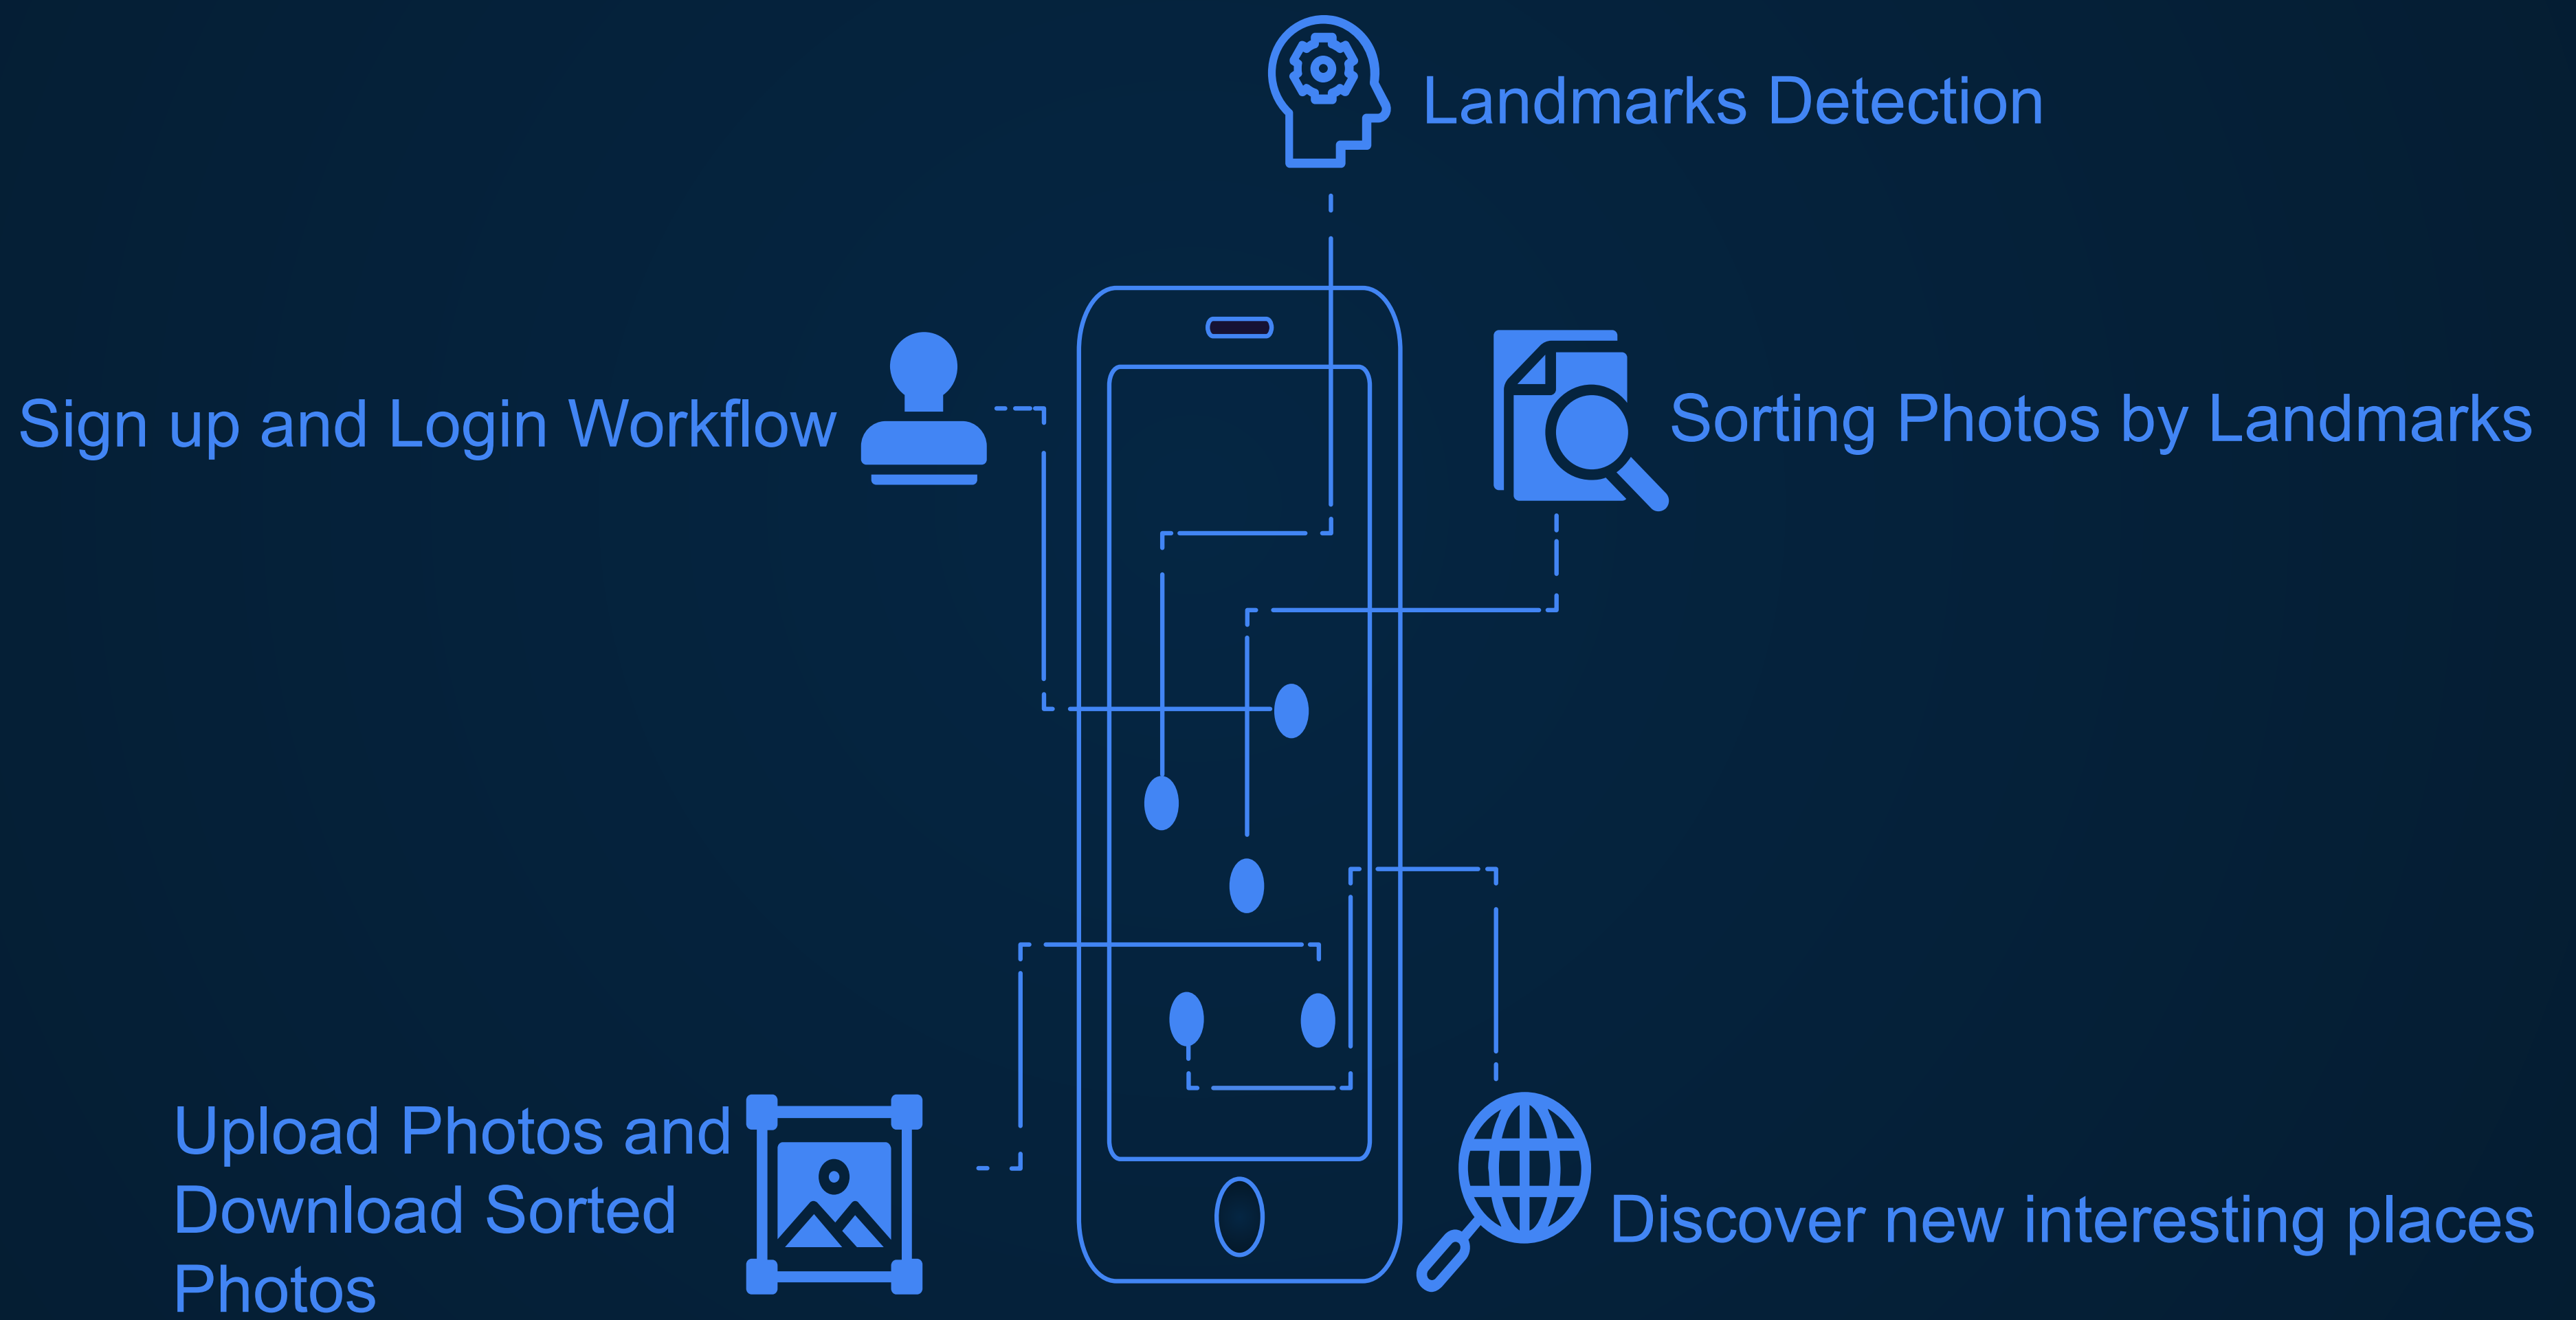 Landmarks Detection
Sign up and Login Workflow
Sorting Photos by Landmarks
Upload Photos and
Download Sorted
Photos
Discover new interesting places